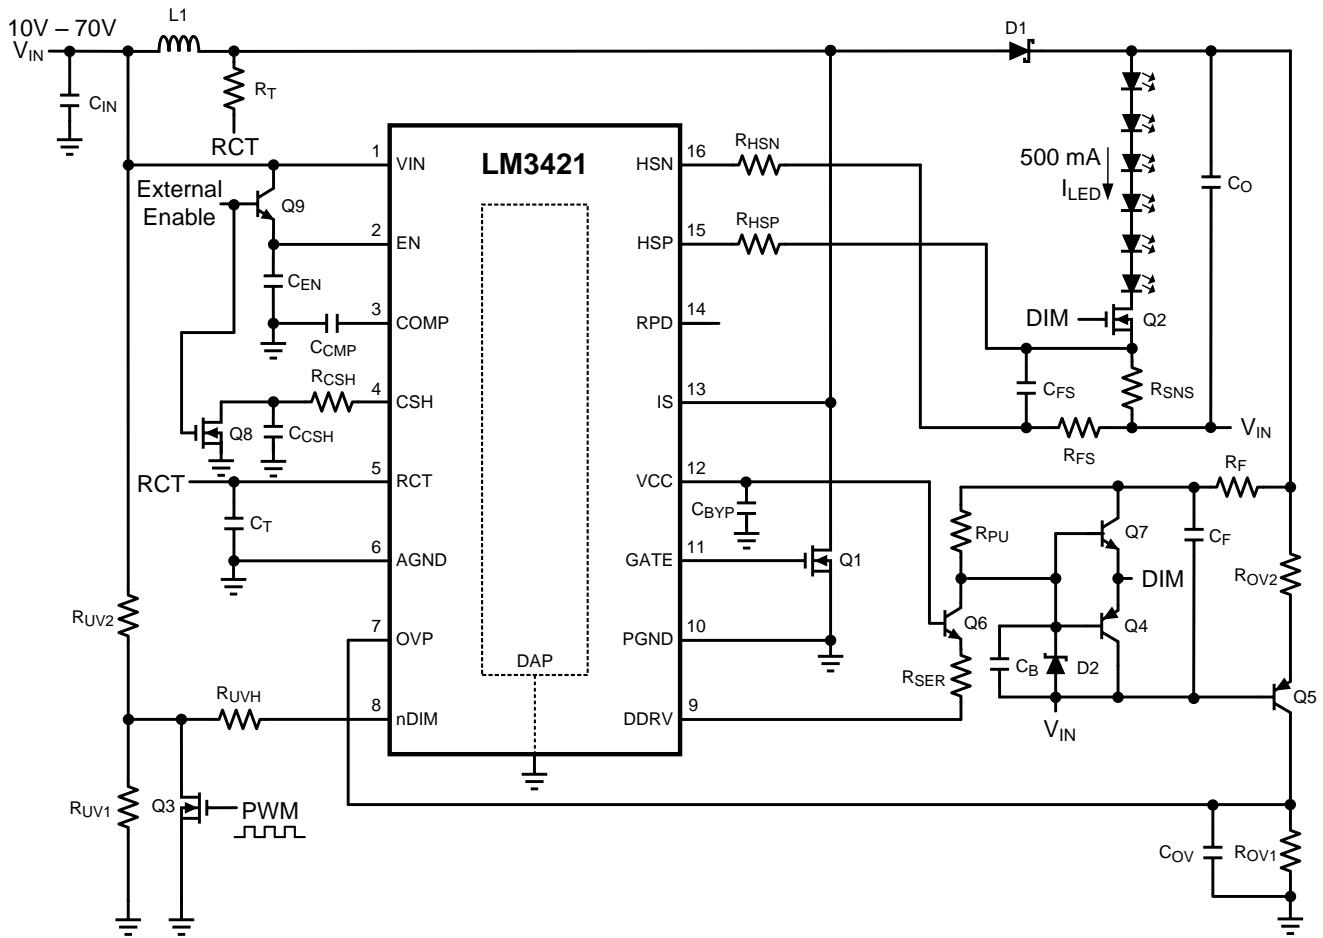 10V – 70V
VIN
L1
D1
CIN
RT
RCT
LM3421
1
VIN
2
EN
3
COMP
4
CSH
5
RCT
6
AGND
7
OVP
8
nDIM
16
HSN
15
HSP
14
RPD
13
IS
12
VCC
11
GATE
10
PGND
9
DDRV
DAP
External
Enable
Q9
CEN
CCMP
RCSH
Q8
CCSH
RCT
CT
RUV2
RUVH
RUV1
Q3
PWM
RHSN
RHSP
500 mA
ILED
CO
DIM
Q2
CFS
RSNS
RFS
VIN
CBYP
Q1
RF
RPU
Q7
CF
DIM
ROV2
Q6
Q4
CB
D2
RSER
VIN
Q5
COV
ROV1